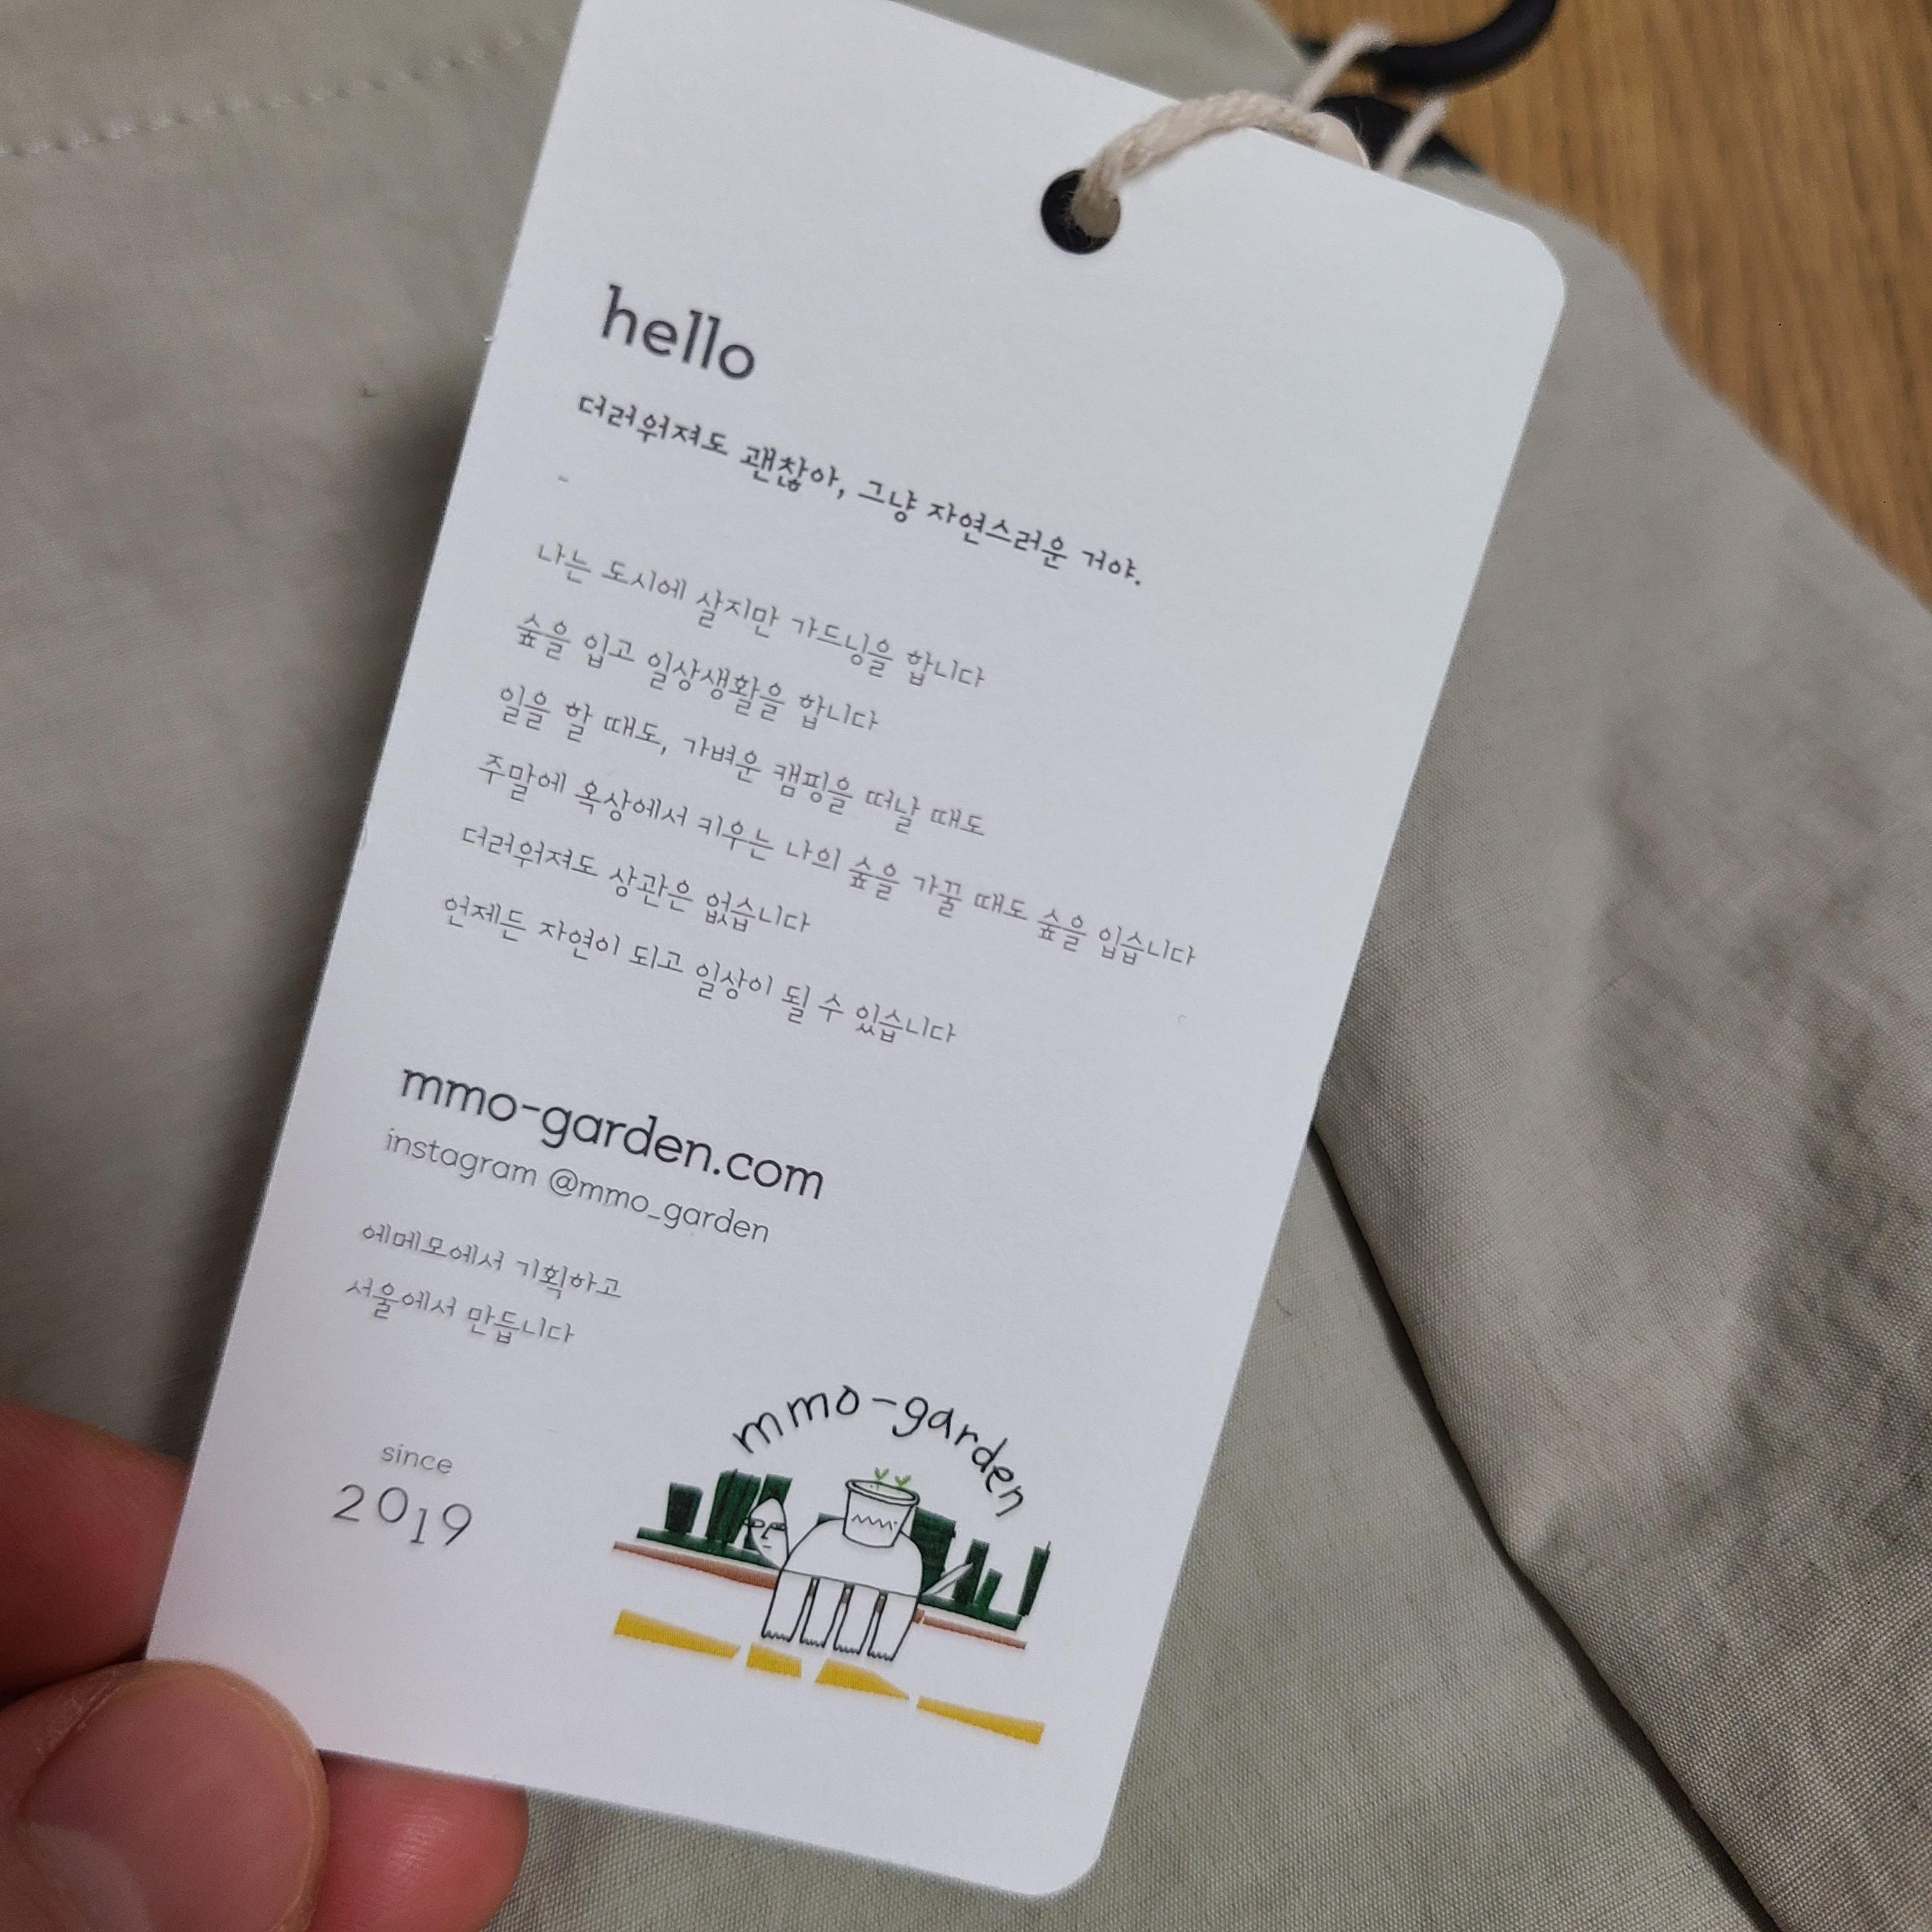 hello
더러워져도 괜찮아, 그냥 자연스러운 거야.
-
나는 도시에 살지만 가드닝을 합니다
숲을 입고 일상생활을 합니다
일을 할 때도, 가벼운 캠핑을 떠날 때도
주말에 옥상에서 키우는 나의 숲을 가꿀 때도 숲을 입습니다
더러워져도 상관은 없습니다
언제든 자연이 되고 일상이 될 수 있습니다
mmo-garden.com
instagram @mmo_garden
에메모에서 기획하고
서울에서 만듭니다
since
2019
mmo-garden